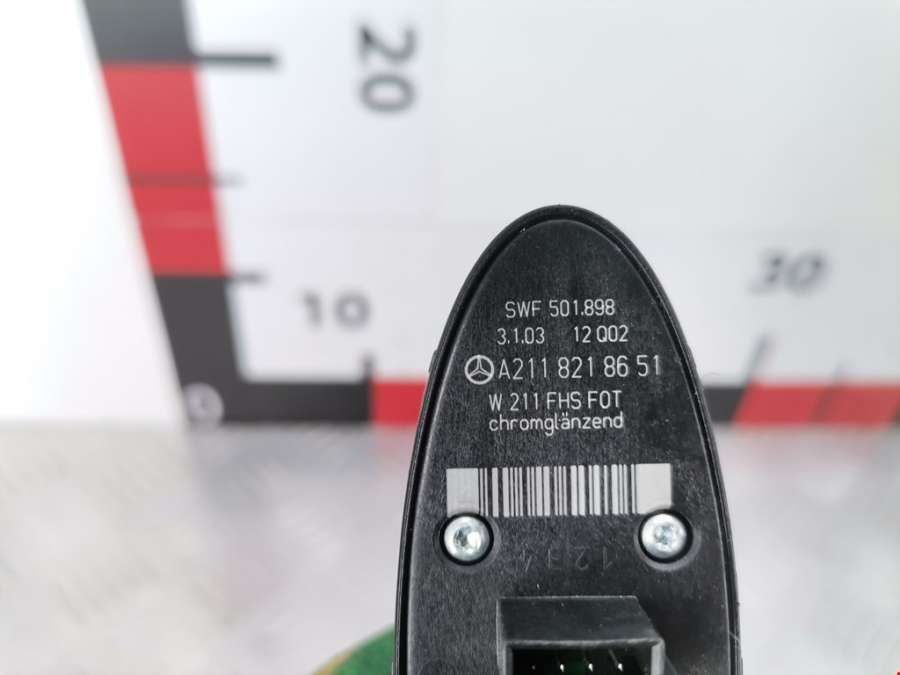 20
10
30
0
SWF 501.898
3.1.03 12 Q02
A211 821 86 51
W 211 FHS FOT
chromglänzend